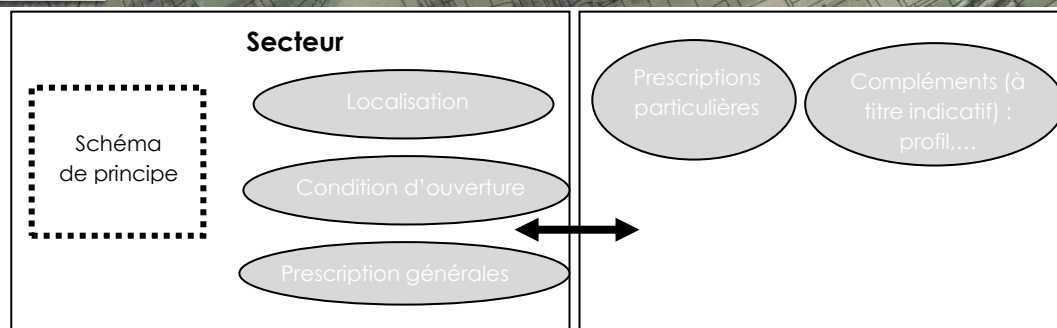 Secteur
Schéma
de principe
Localisation
Condition d'ouverture
Prescription générales
Prescriptions
particulières
Compléments (à
titre indicatif) :
profil,...